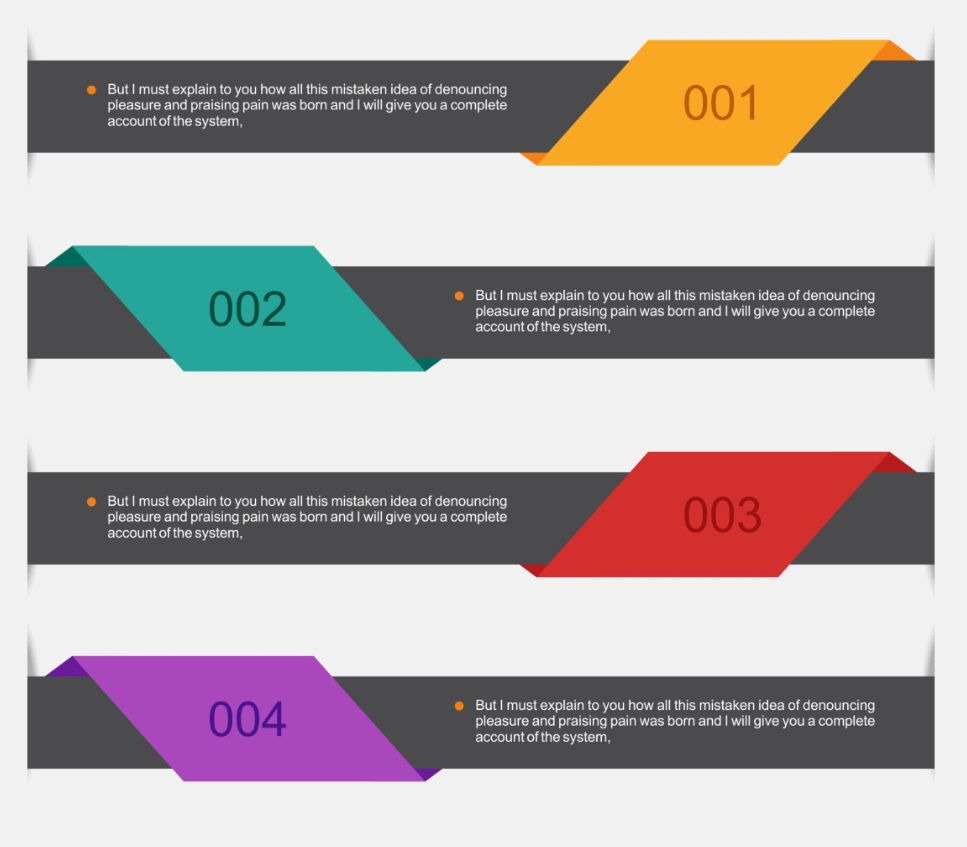 But I must explain to you how all this mistaken idea of denouncing
pleasure and praising pain was born and I will give you a complete
account of the system,
001
002
But I must explain to you how all this mistaken idea of denouncing
pleasure and praising pain was born and I will give you a complete
account of the system,
But I must explain to you how all this mistaken idea of denouncing
pleasure and praising pain was born and I will give you a complete
account of the system,
003
004
But I must explain to you how all this mistaken idea of denouncing
pleasure and praising pain was born and I will give you a complete
account of the system,